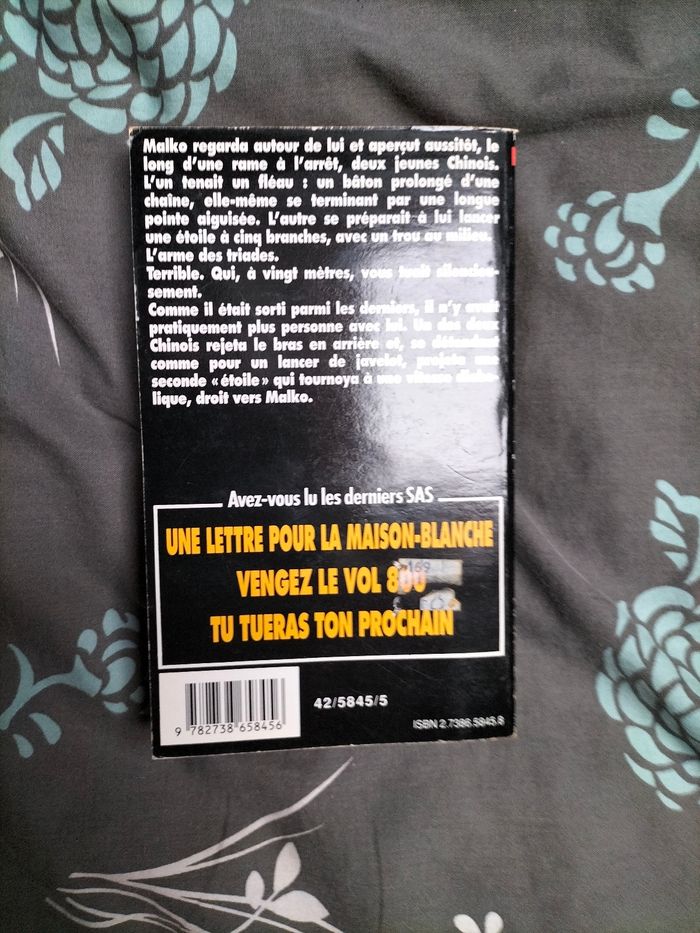 Malko regarda autour de lui et aperçut aussitôt, le
long d'une rame à l'arrêt, deux jeunes Chinois.
L'un tenait un fléau : un bâton prolongé d'une
chaîne, elle-même se terminant par une longue
pointe aiguisée. L'autre se préparait à lui lancer
une étoile à cinq branches, avec un trou au milieu.
L'arme des triades.
Terrible. Qui, à vingt mètres, vous tuait silencieu-
sement.
Comme il était sorti parmi les derniers, il n'y avait
pratiquement plus personne avec lui. Un des deux
Chinois rejeta le bras en arrière et, se détendant
comme pour un lancer de javelot, projeta une
seconde « étoile » qui tournoya à une vitesse diabo-
lique, droit vers Malko.
Avez-vous lu les derniers SAS
UNE LETTRE POUR LA MAISON-BLANCHE
VENGEZ LE VOL 800
169
TU TUERAS TON PROCHAIN
42/5845/5
9 782738 658456
ISBN 2.7386.5845.8